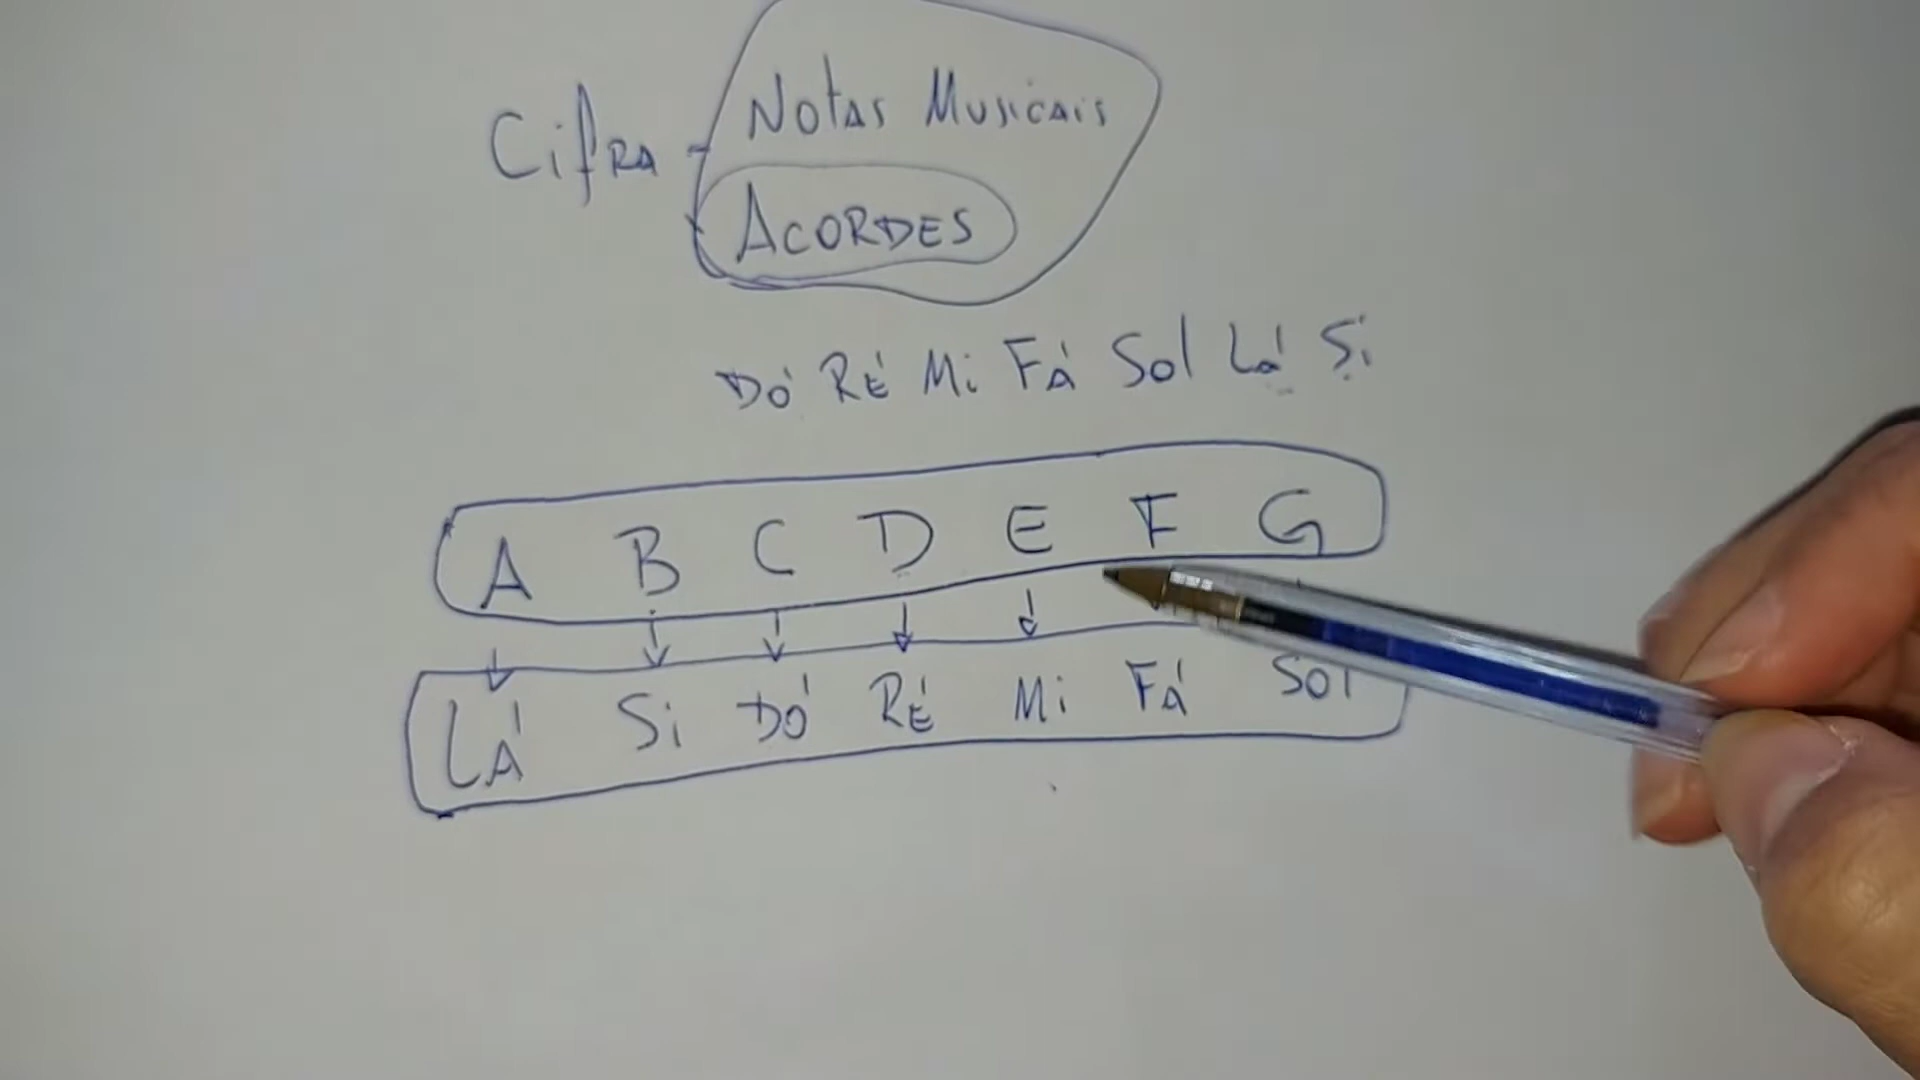 Cifra - Notas Musicais
Acordes
Dó Ré Mi Fá Sol Lá Si
A B C D E F G
Lá Si Dó Ré Mi Fá Sol